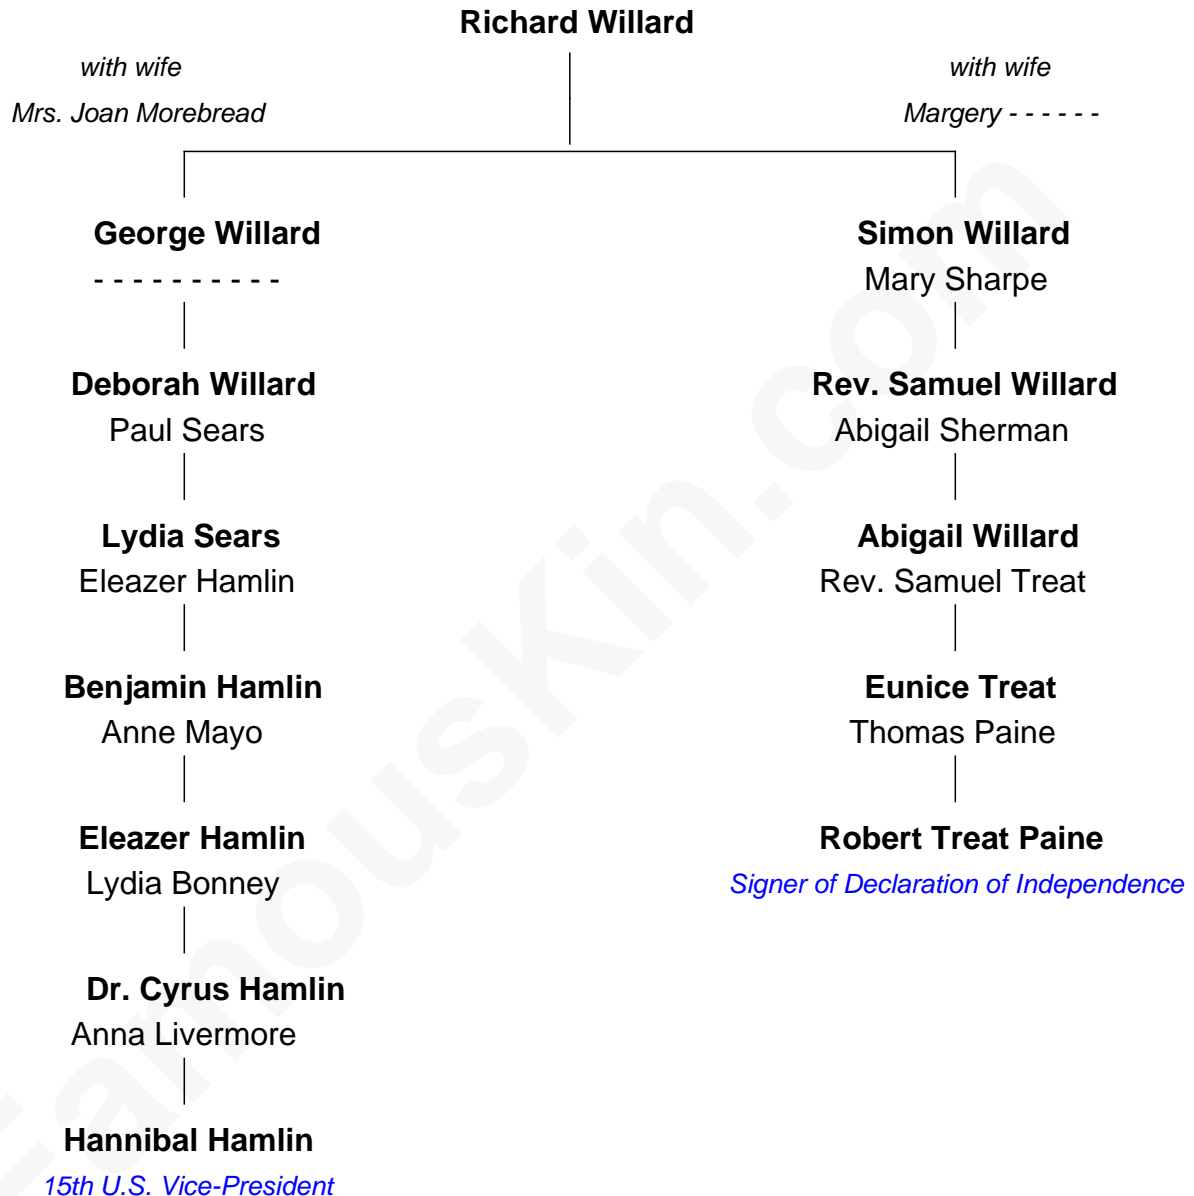 Richard Willard
with wife
Mrs. Joan Morebread
with wife
Margery - - - - - -
George Willard
- - - - - - - - - -
Deborah Willard
Paul Sears
Lydia Sears
Eleazer Hamlin
Benjamin Hamlin
Anne Mayo
Eleazer Hamlin
Lydia Bonney
Dr. Cyrus Hamlin
Anna Livermore
Hannibal Hamlin
15th U.S. Vice-President
Simon Willard
Mary Sharpe
Rev. Samuel Willard
Abigail Sherman
Abigail Willard
Rev. Samuel Treat
Eunice Treat
Thomas Paine
Robert Treat Paine
Signer of Declaration of Independence
FamousKin.com